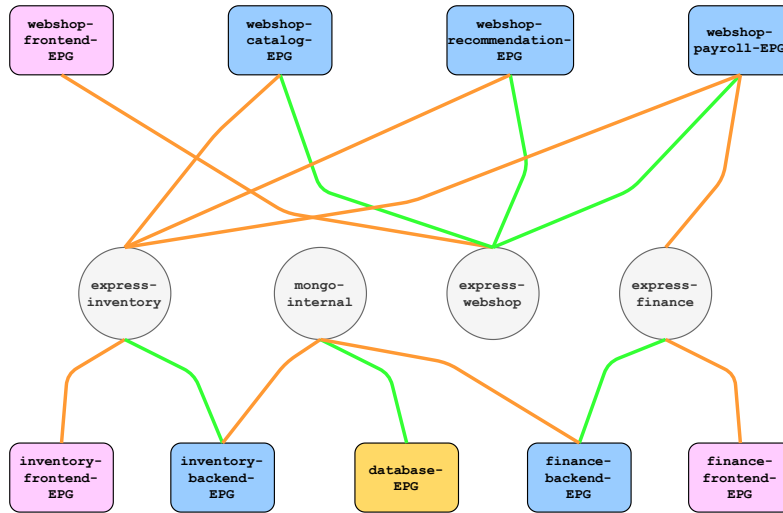 webshop-
frontend-
EPG
webshop-
catalog-
EPG
webshop-
recommendation-
EPG
webshop-
payroll-EPG
express-
inventory
mongo-
internal
express-
webshop
express-
finance
inventory-
frontend-EPG
inventory-
backend-EPG
database-
EPG
finance-
backend-
EPG
finance-
frontend-
EPG